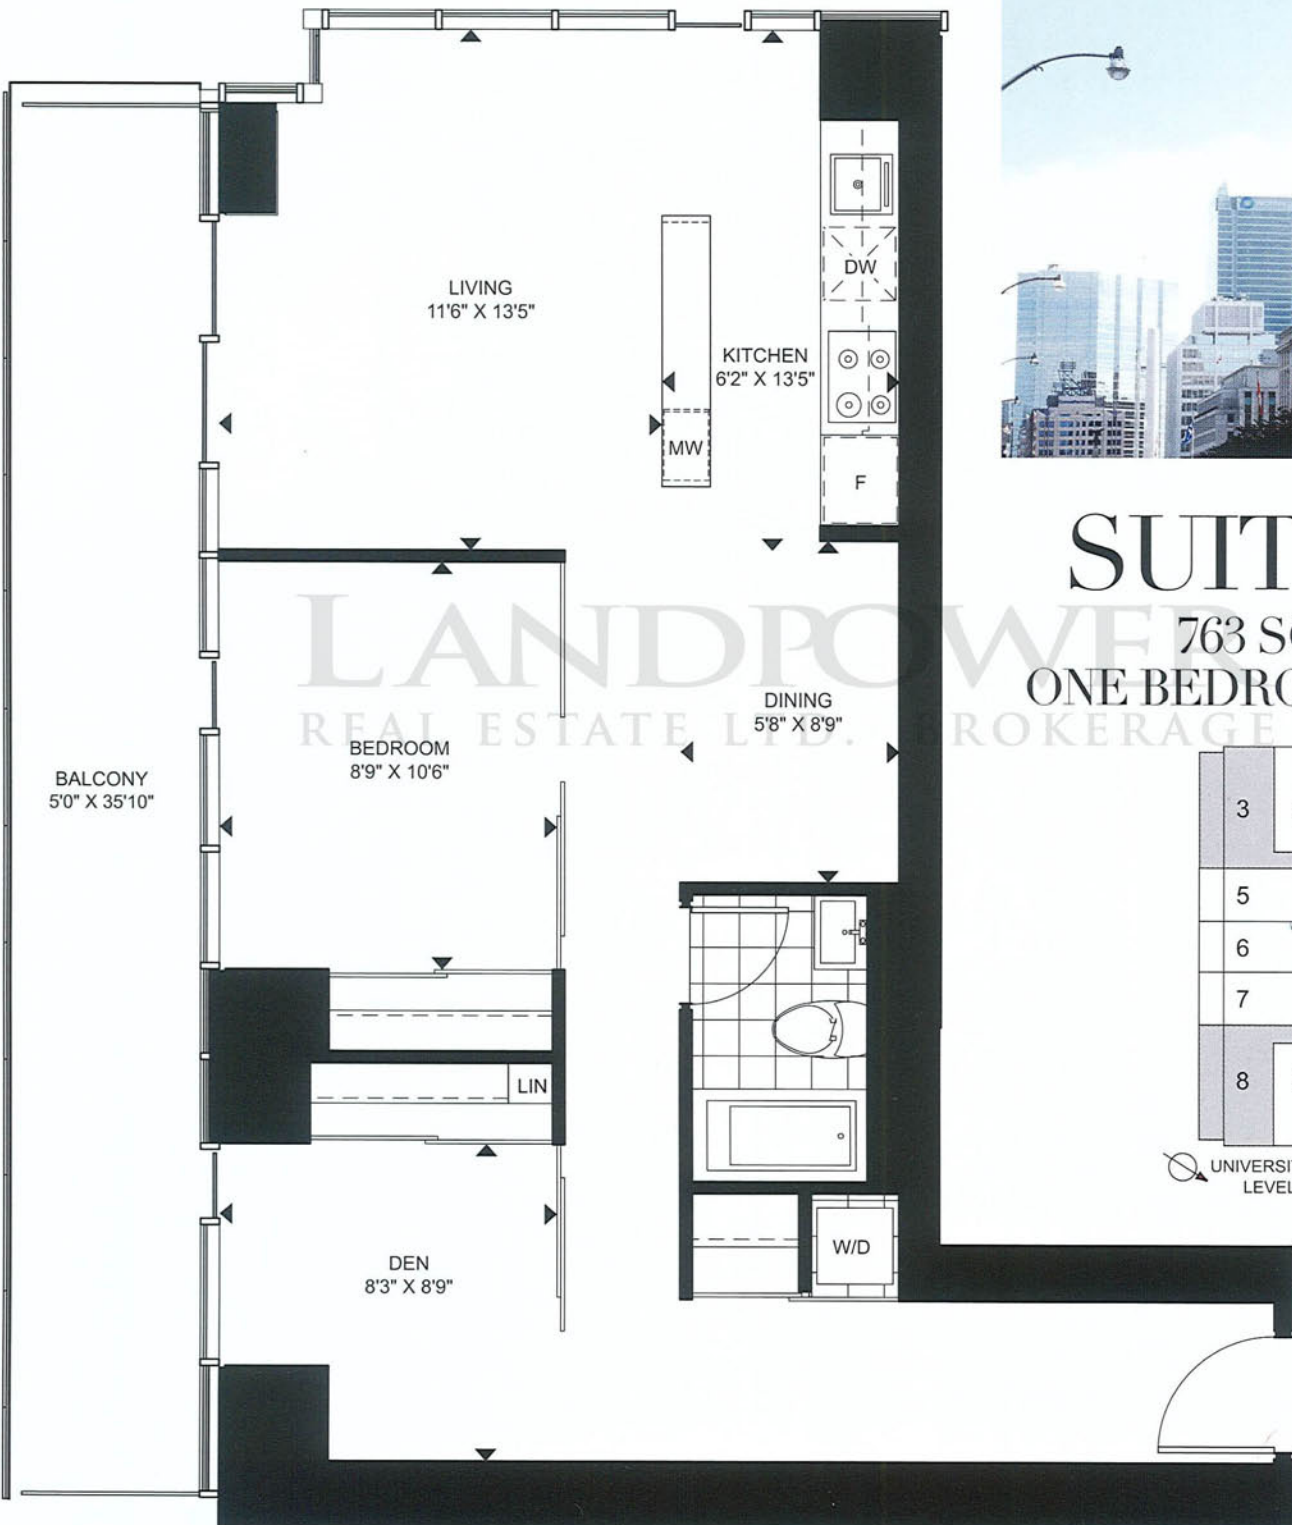 LIVING
11'6" X 13'5"
DW
KITCHEN
6'2" X 13'5"
MW
F
SUIT
763 S
ONE BEDRO
LANDPOWER
REAL ESTATE LTD. BROKERAGE
DINING
5'8" X 8'9"
BEDROOM
8'9" X 10'6"
BALCONY
5'0" X 35'10"
3
5
6
7
8
LIN
UNIVERSI
LEVEL
W/D
DEN
8'3" X 8'9"